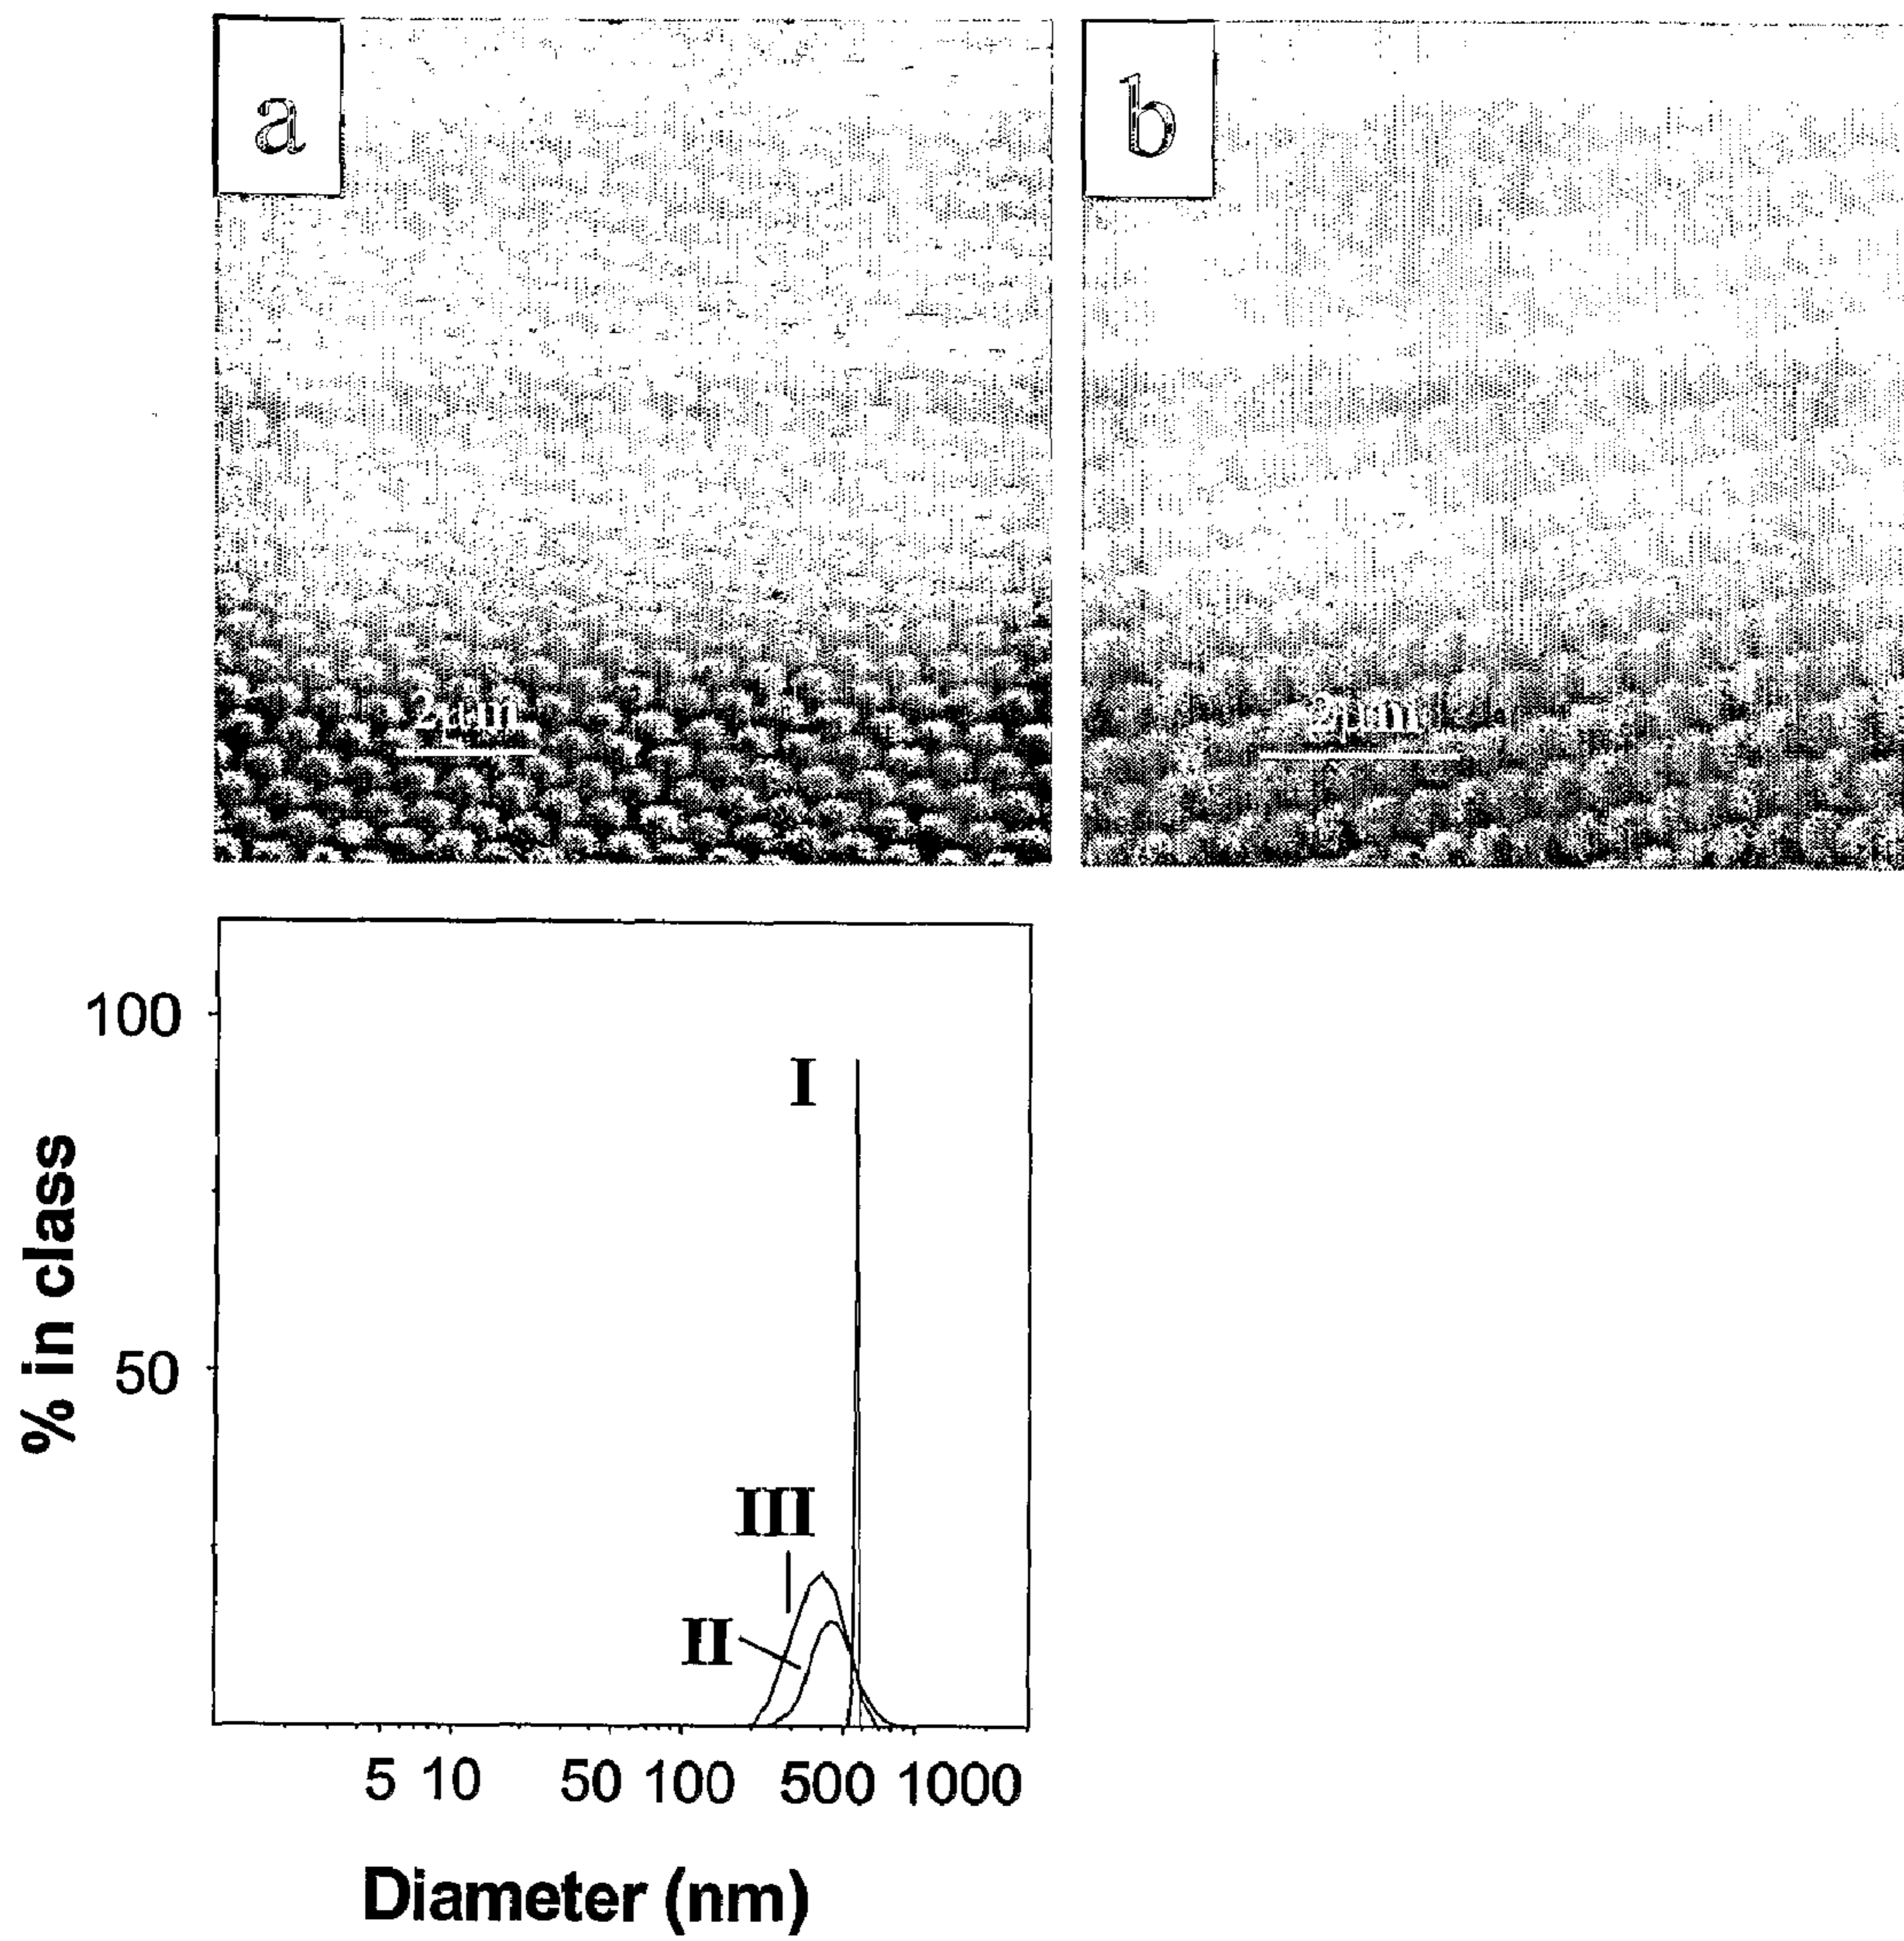 a
b
2μm
2μm
100
50
% in class
I
III
II
5 10 50 100 500 1000
Diameter (nm)